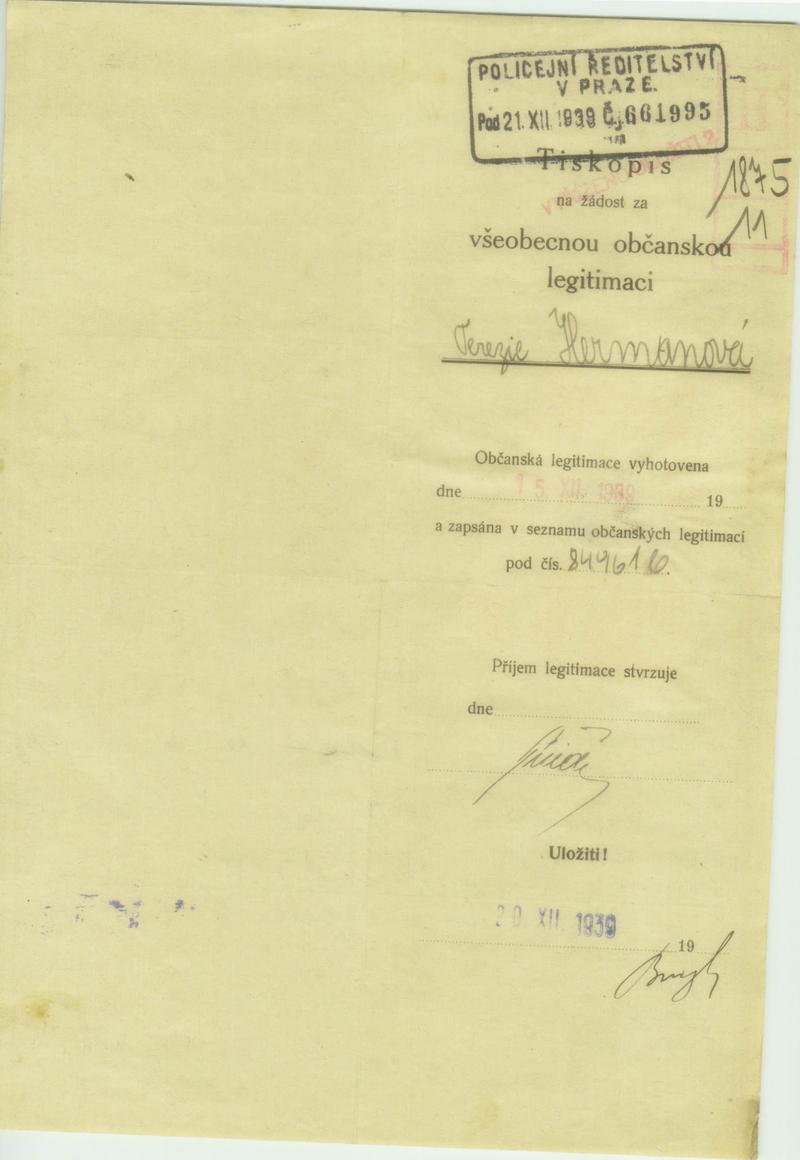 POLICEJNÍ ŘEDITELSTVÍ
V PRAZE.
Pod 21. XII. 1939 Č.j. 661995
Tiskopis
1875
11
na žádost za
všeobecnou občanskou
legitimaci
Terezie Hermanová
Občanská legitimace vyhotovena
dne 15. XII. 1939 19
a zapsána v seznamu občanských legitimací
pod čís.
Příjem legitimace stvrzuje
dne
Uložiti!
20 XII. 1939
19